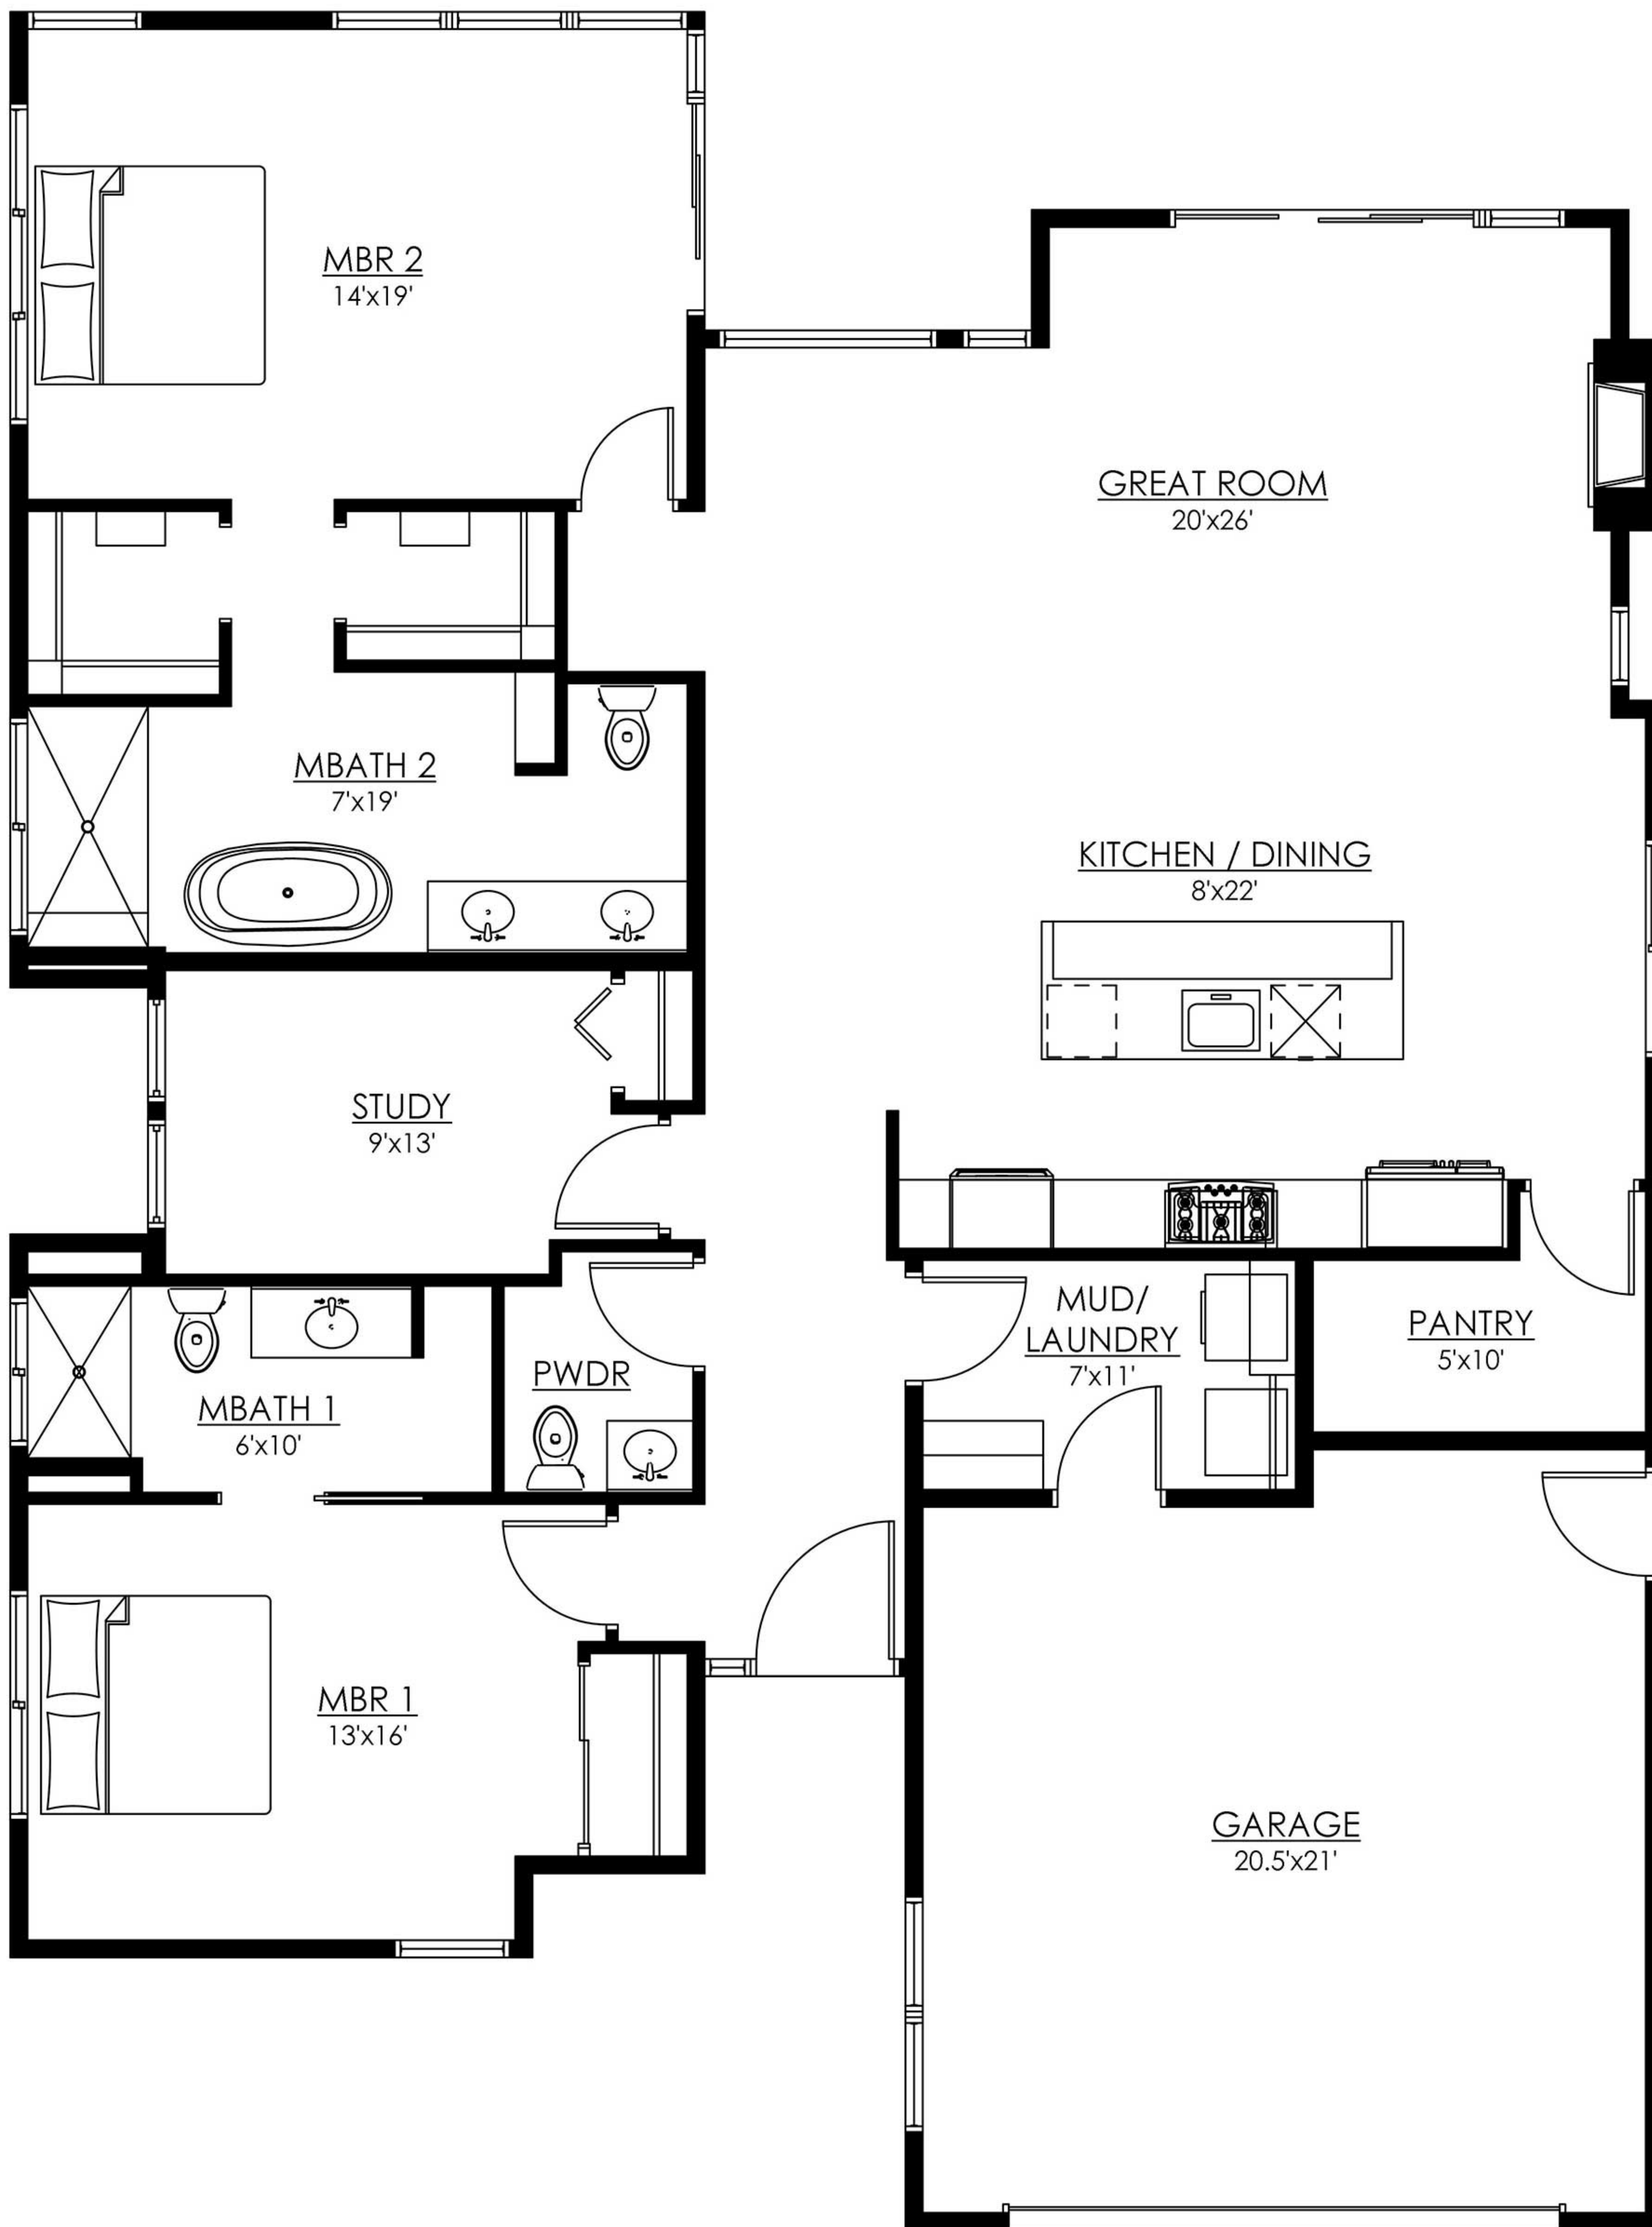 MBR 2
14'x19'
GREAT ROOM
20'x26'
MBATH 2
7'x19'
KITCHEN / DINING
8'x22'
STUDY
9'x13'
MUD/
LAUNDRY
7'x11'
PANTRY
5'x10'
PWDR
MBATH 1
6'x10'
MBR 1
13'x16'
GARAGE
20.5'x21'